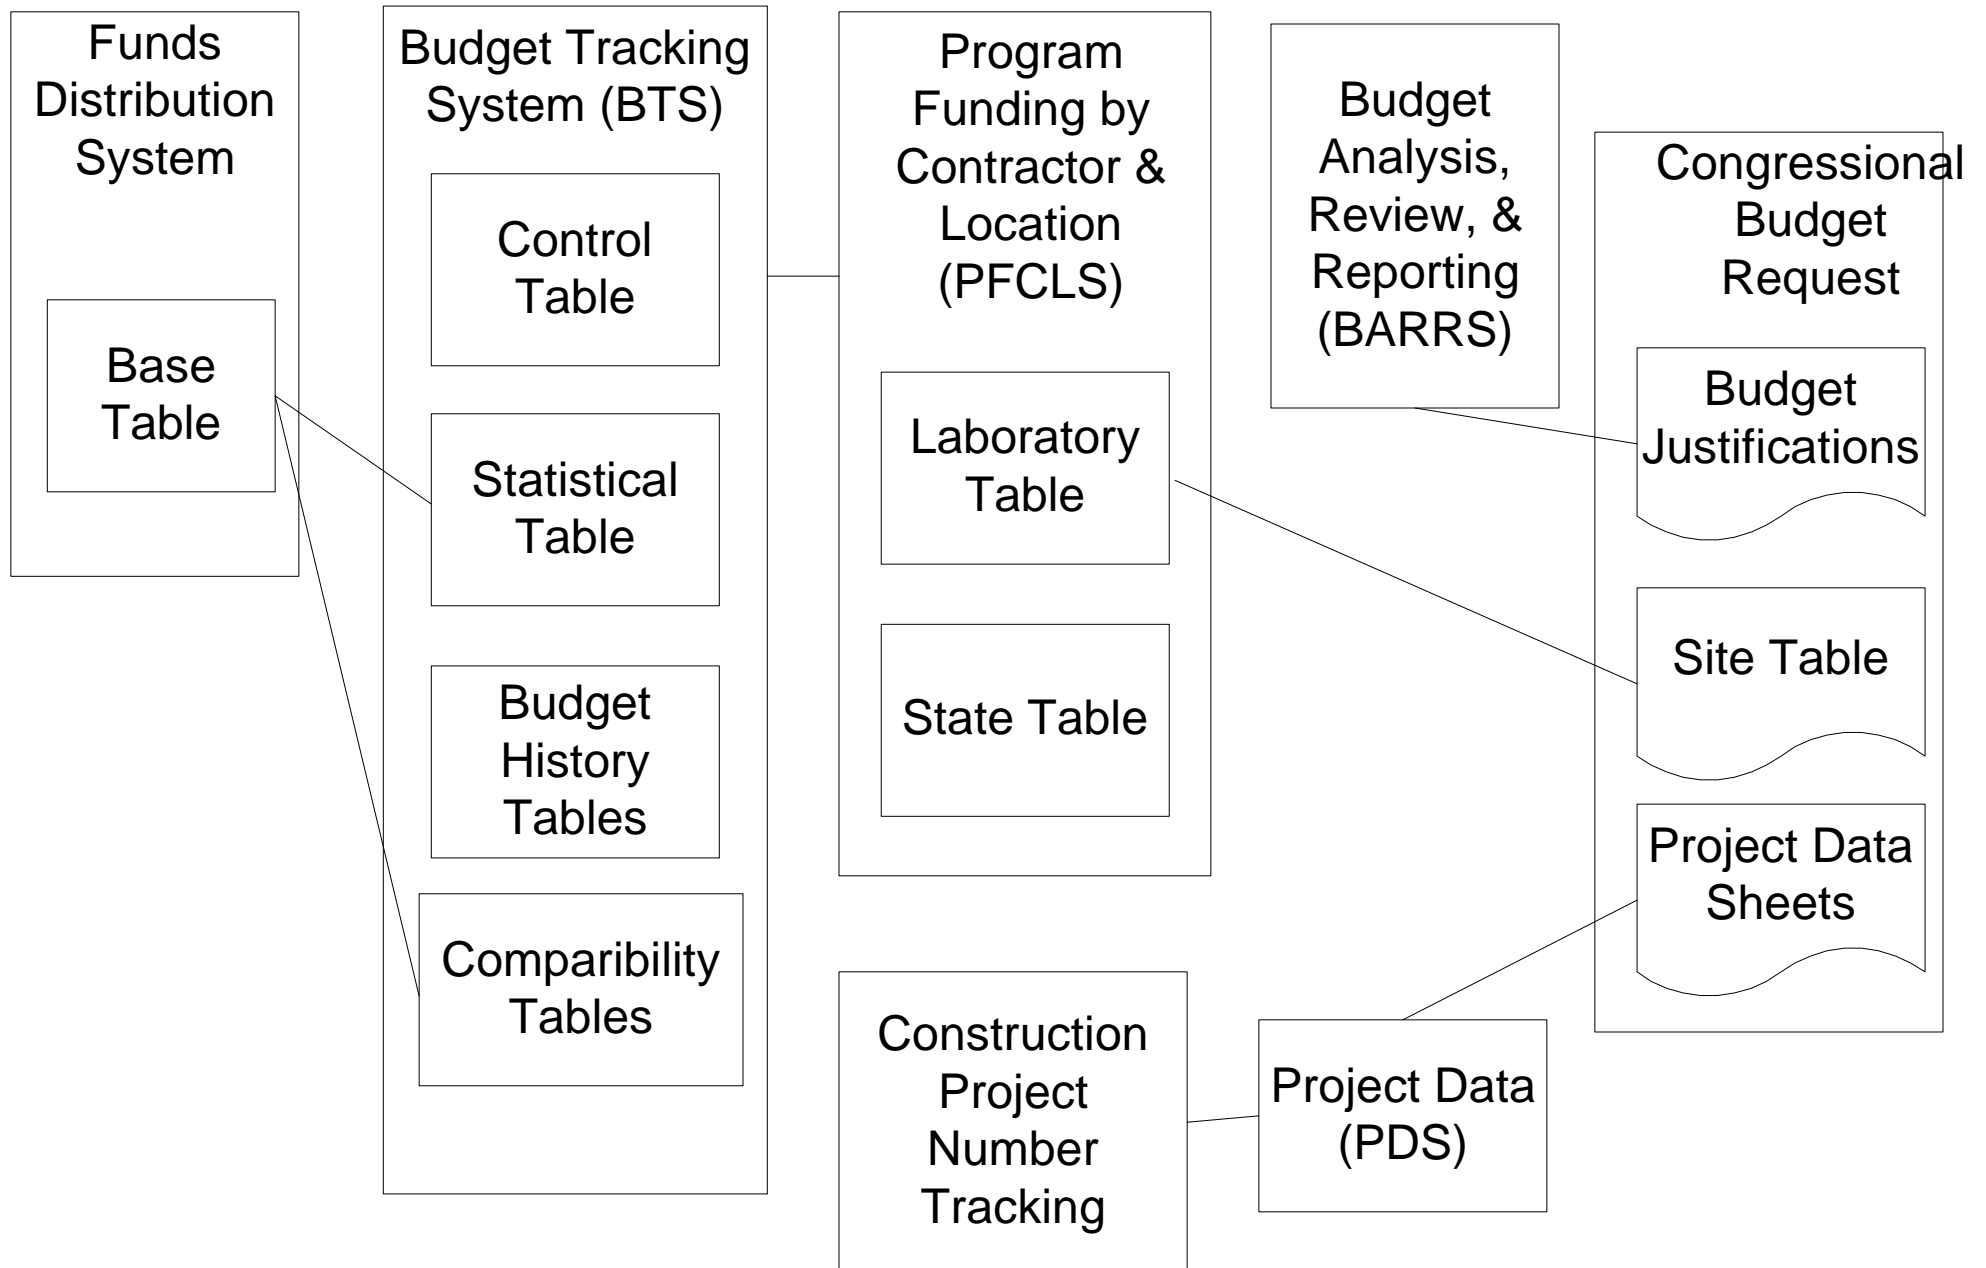 Funds
Distribution
System
Base
Table
Budget Tracking
System (BTS)
Control
Table
Statistical
Table
Budget
History
Tables
Comparibility
Tables
Program
Funding by
Contractor &
Location
(PFCLS)
Laboratory
Table
State Table
Construction
Project
Number
Tracking
Budget
Analysis,
Review, &
Reporting
(BARRS)
Project Data
(PDS)
Congressional
Budget
Request
Budget
Justifications
Site Table
Project Data
Sheets